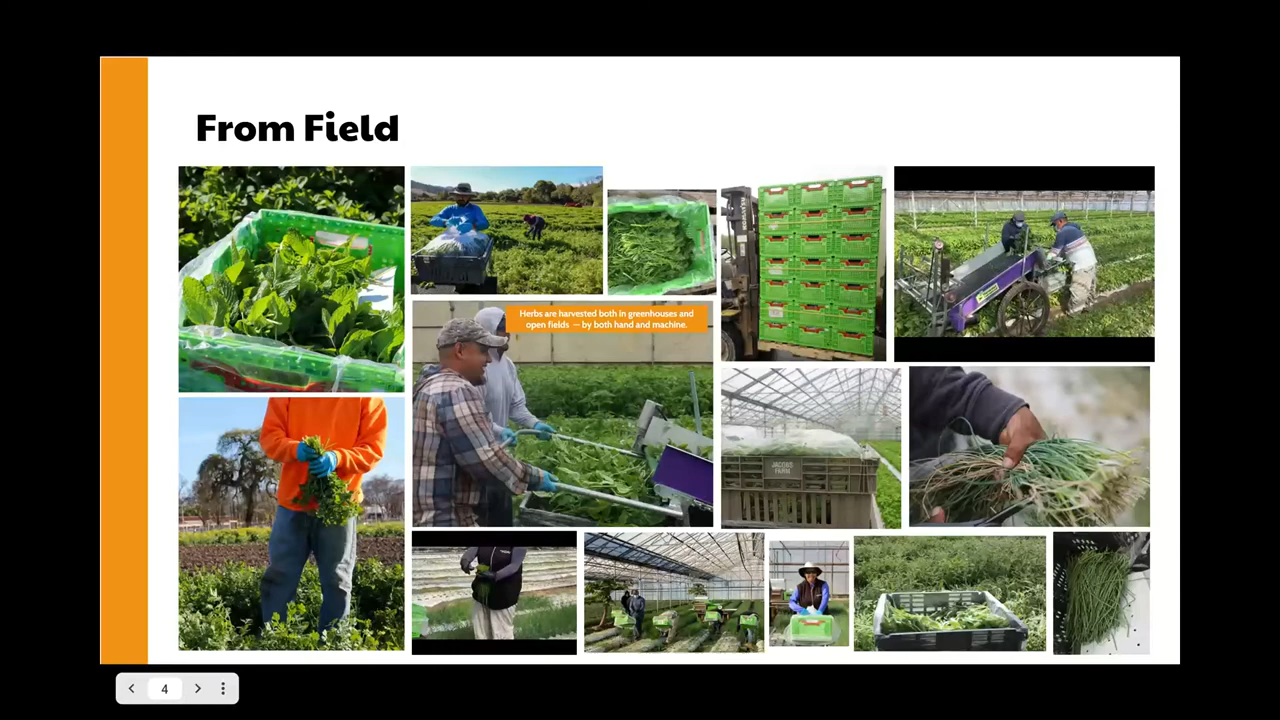 From Field
Herbs are harvested both in greenhouses and
open fields — by both hand and machine.
JACOBS
FARM
4